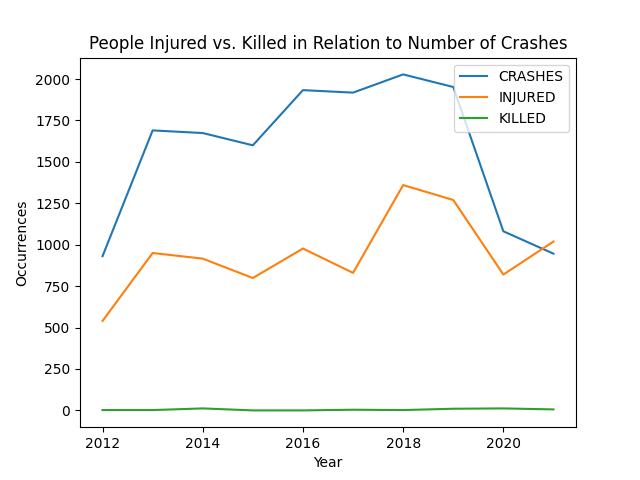 People Injured vs. Killed in Relation to Number of Crashes
CRASHES
INJURED
KILLED
Occurrences
2000
1750
1500
1250
1000
750
500
250
0
2012
2014
2016
2018
2020
Year